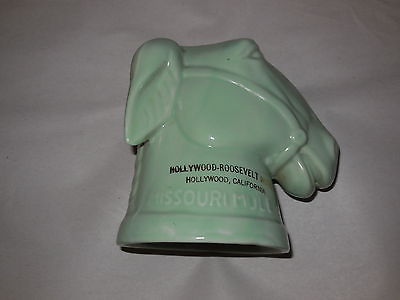 HOLLYWOOD-ROOSEVELT
HOLLYWOOD, CALIFORNIA
MISSOURI MULE